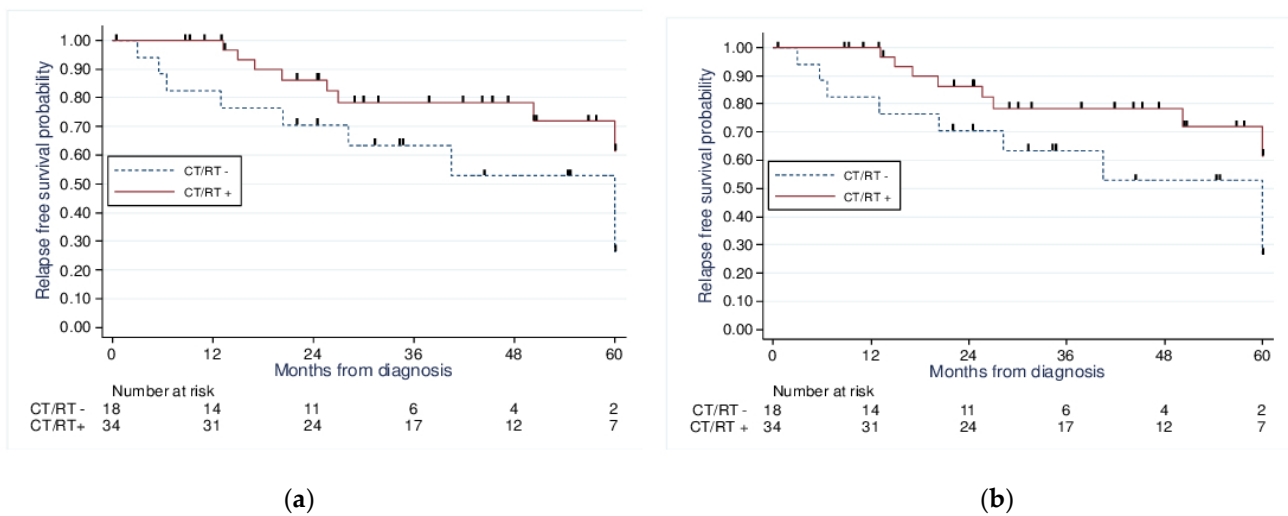 Relapse free survival probability
1.00
0.90
0.80
0.70
0.60
0.50
0.40
0.30
0.20
0.10
0.00
CT/RT -
CT/RT +
0 12 24 36 48 60
Months from diagnosis
Number at risk
CT/RT - 18 14 11 6 4 2
CT/RT+ 34 31 24 17 12 7
(a)
Relapse free survival probability
1.00
0.90
0.80
0.70
0.60
0.50
0.40
0.30
0.20
0.10
0.00
CT/RT -
CT/RT +
0 12 24 36 48 60
Months from diagnosis
Number at risk
CT/RT - 18 14 11 6 4 2
CT/RT + 34 31 24 17 12 7
(b)